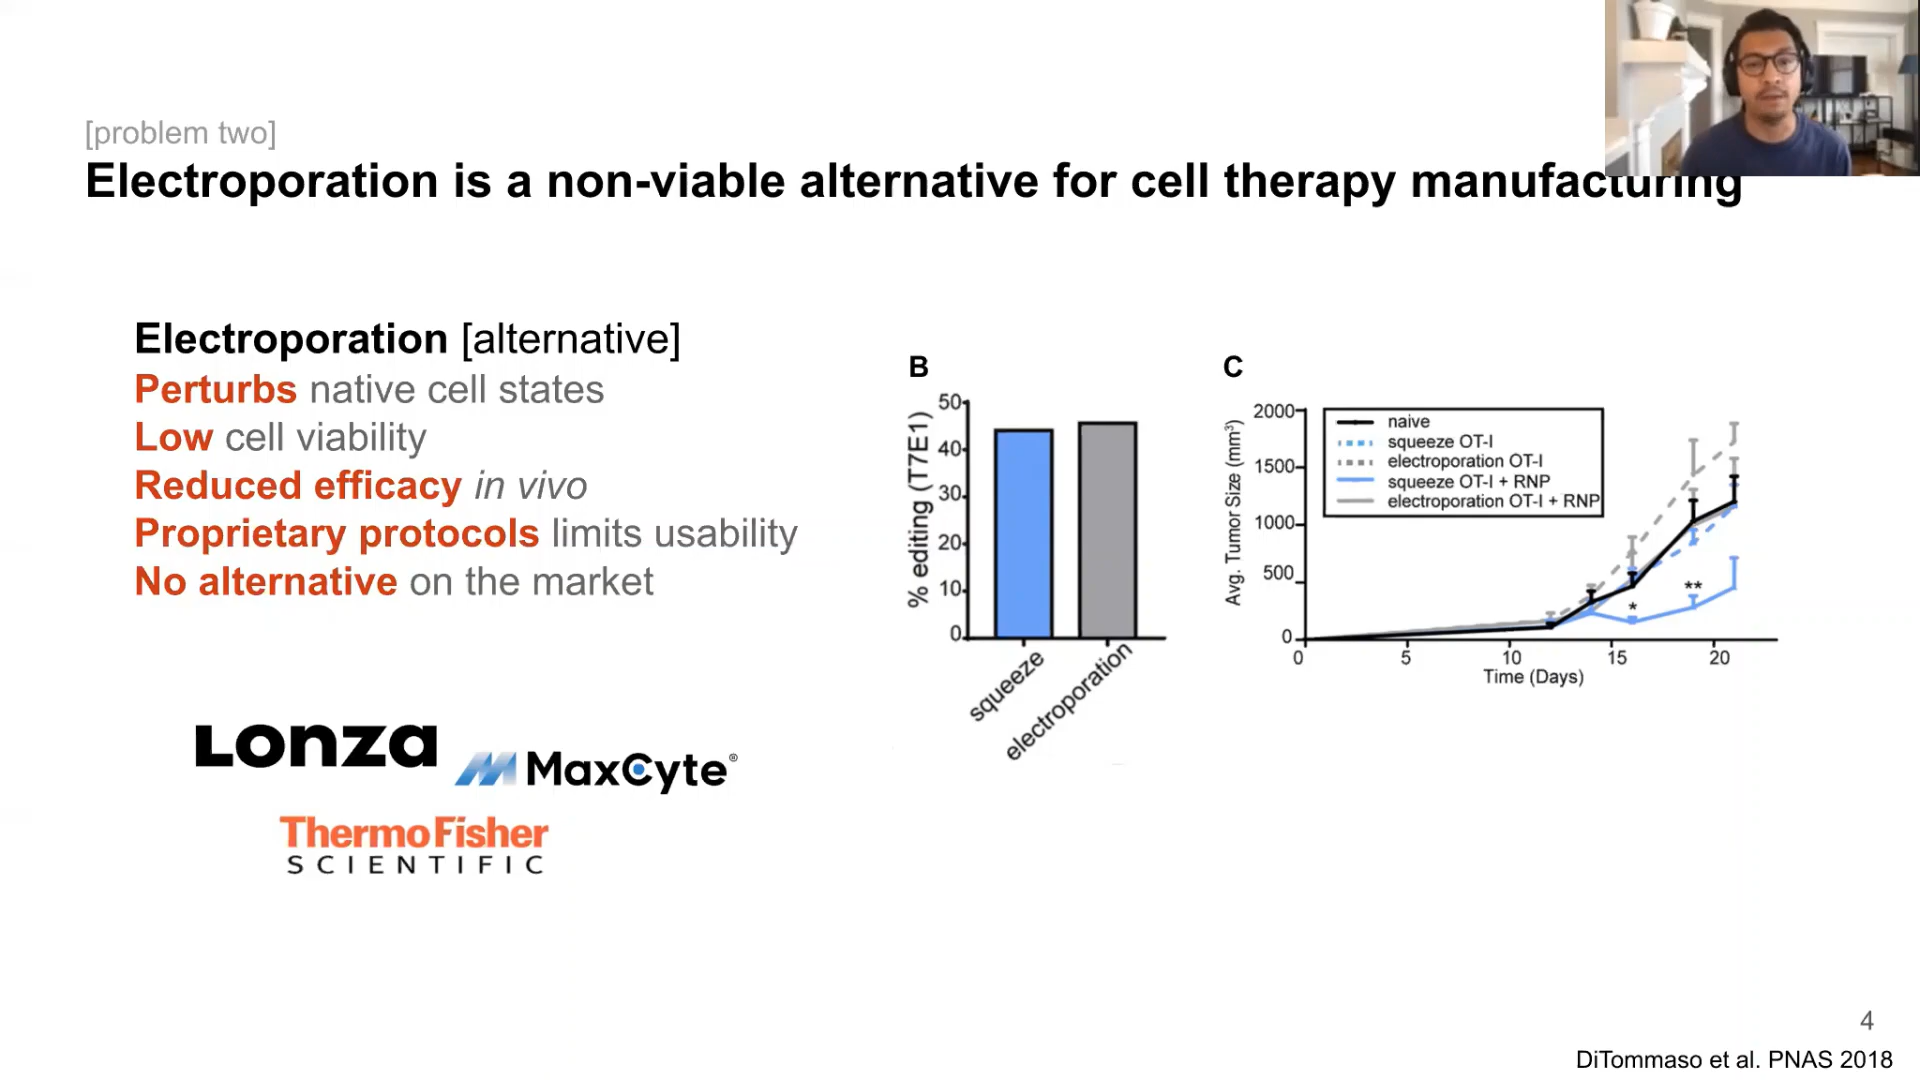 [problem two]
Electroporation is a non-viable alternative for cell therapy manufacturing
Electroporation [alternative]
Perturbs native cell states
Low cell viability
Reduced efficacy in vivo
Proprietary protocols limits usability
No alternative on the market
Lonza
MaxCyte®
ThermoFisher
SCIENTIFIC
B
% editing (T7E1)
50
40
30
20
10
0
squeeze
electroporation
C
Avg. Tumor Size (mm³)
2000
1500
1000
500
0
naive
squeeze OT-I
electroporation OT-I
squeeze OT-I + RNP
electroporation OT-I + RNP
*
**
0 5 10 15 20
Time (Days)
4
DiTommaso et al. PNAS 2018